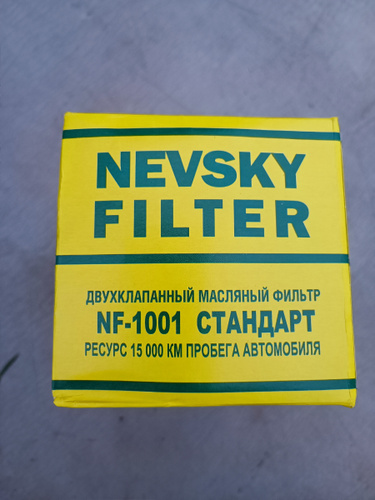 NEVSKY
FILTER
ДВУХКЛАПАННЫЙ МАСЛЯНЫЙ ФИЛЬТР
NF-1001 СТАНДАРТ
РЕСУРС 15 000 КМ ПРОБЕГА АВТОМОБИЛЯ